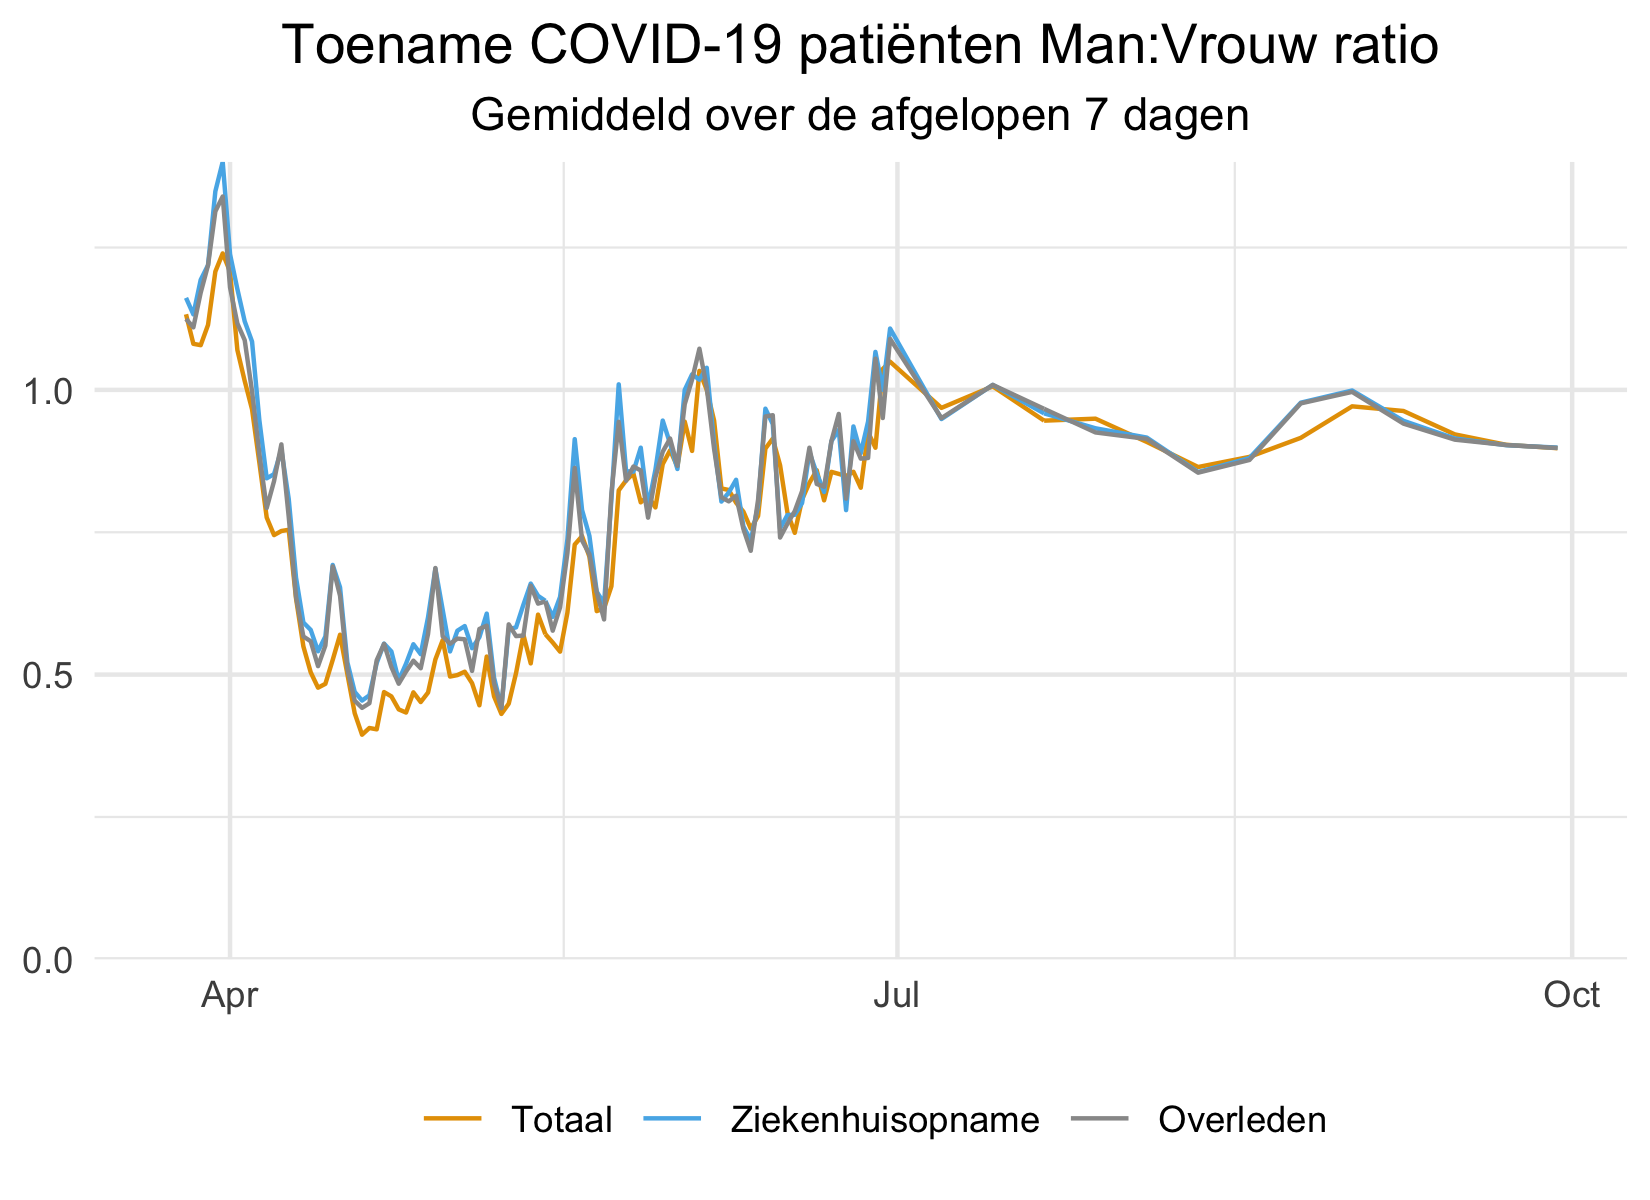 Toename COVID-19 patiënten Man:Vrouw ratio
Gemiddeld over de afgelopen 7 dagen
1.0
0.5
0.0
Apr Jul Oct
Totaal Ziekenhuisopname Overleden